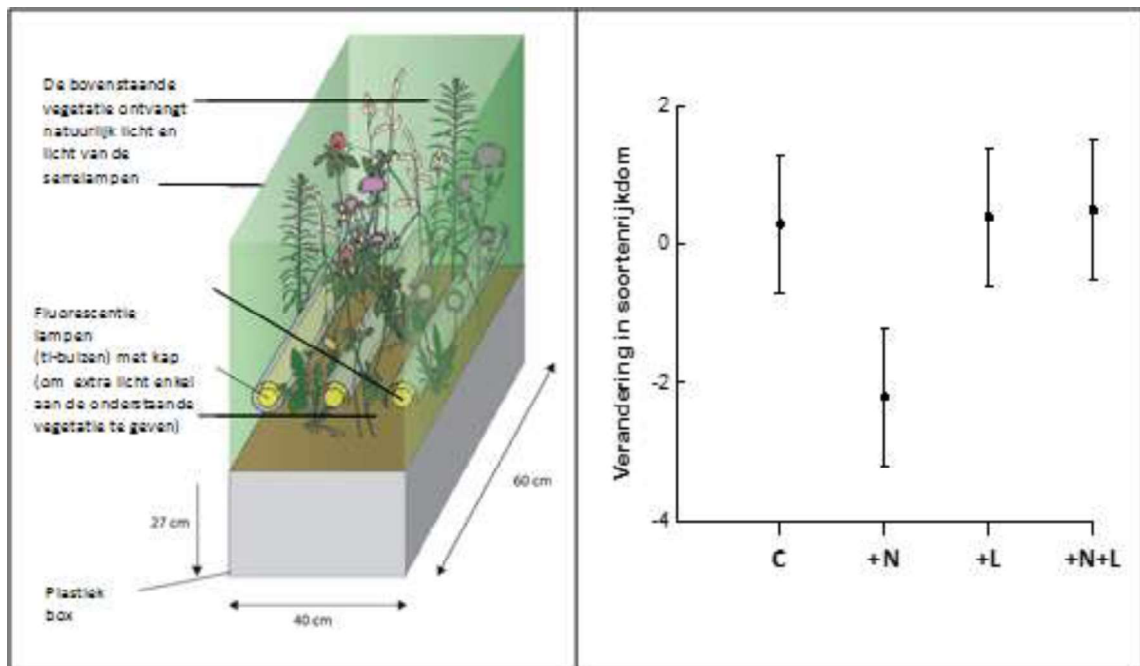 De bovenstaande
vegetatie ontvangt
natuurlijk licht en
licht van de
serrelampen
Fluorescentie
lampen
(tl-buizen) met kap
(om extra licht enkel
aan de onderstaande
vegetatie te geven)
27 cm
60 cm
Plastiek
box
40 cm
Verandering in soortenrijkdom
2
0
-2
-4
C
+N
+L
+N+L